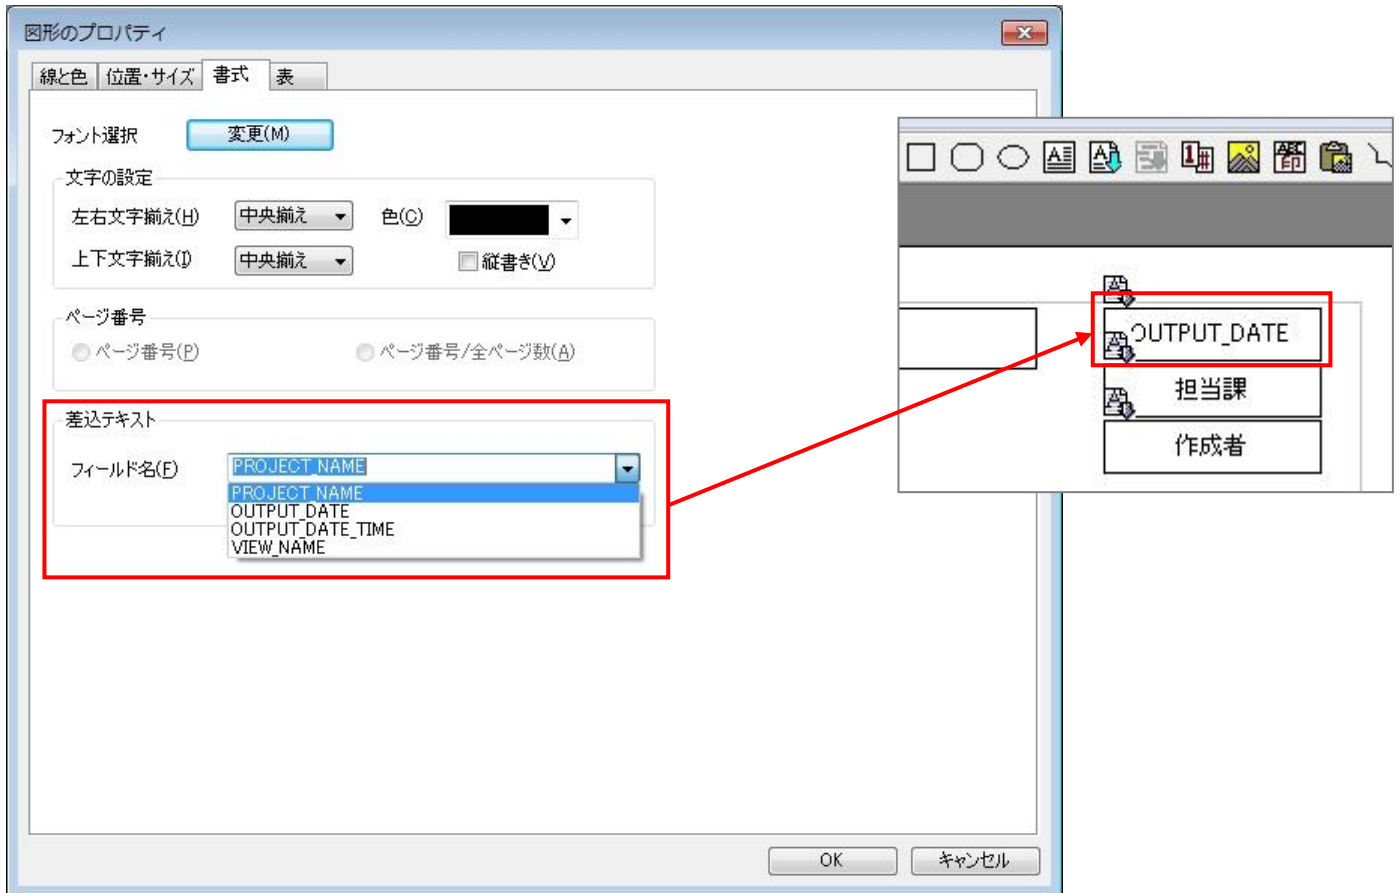 図形のプロパティ
線と色 位置・サイズ 書式 表
フォント選択 変更(M)
文字の設定
左右文字揃え(H) 中央揃え 色(C)
上下文字揃え(I) 中央揃え 縦書き(V)
ページ番号
ページ番号(P) ページ番号/全ページ数(A)
差込テキスト
フィールド名(F) PROJECT_NAME
PROJECT_NAME
OUTPUT_DATE
OUTPUT_DATE_TIME
VIEW_NAME
OK キャンセル
OUTPUT_DATE
担当課
作成者